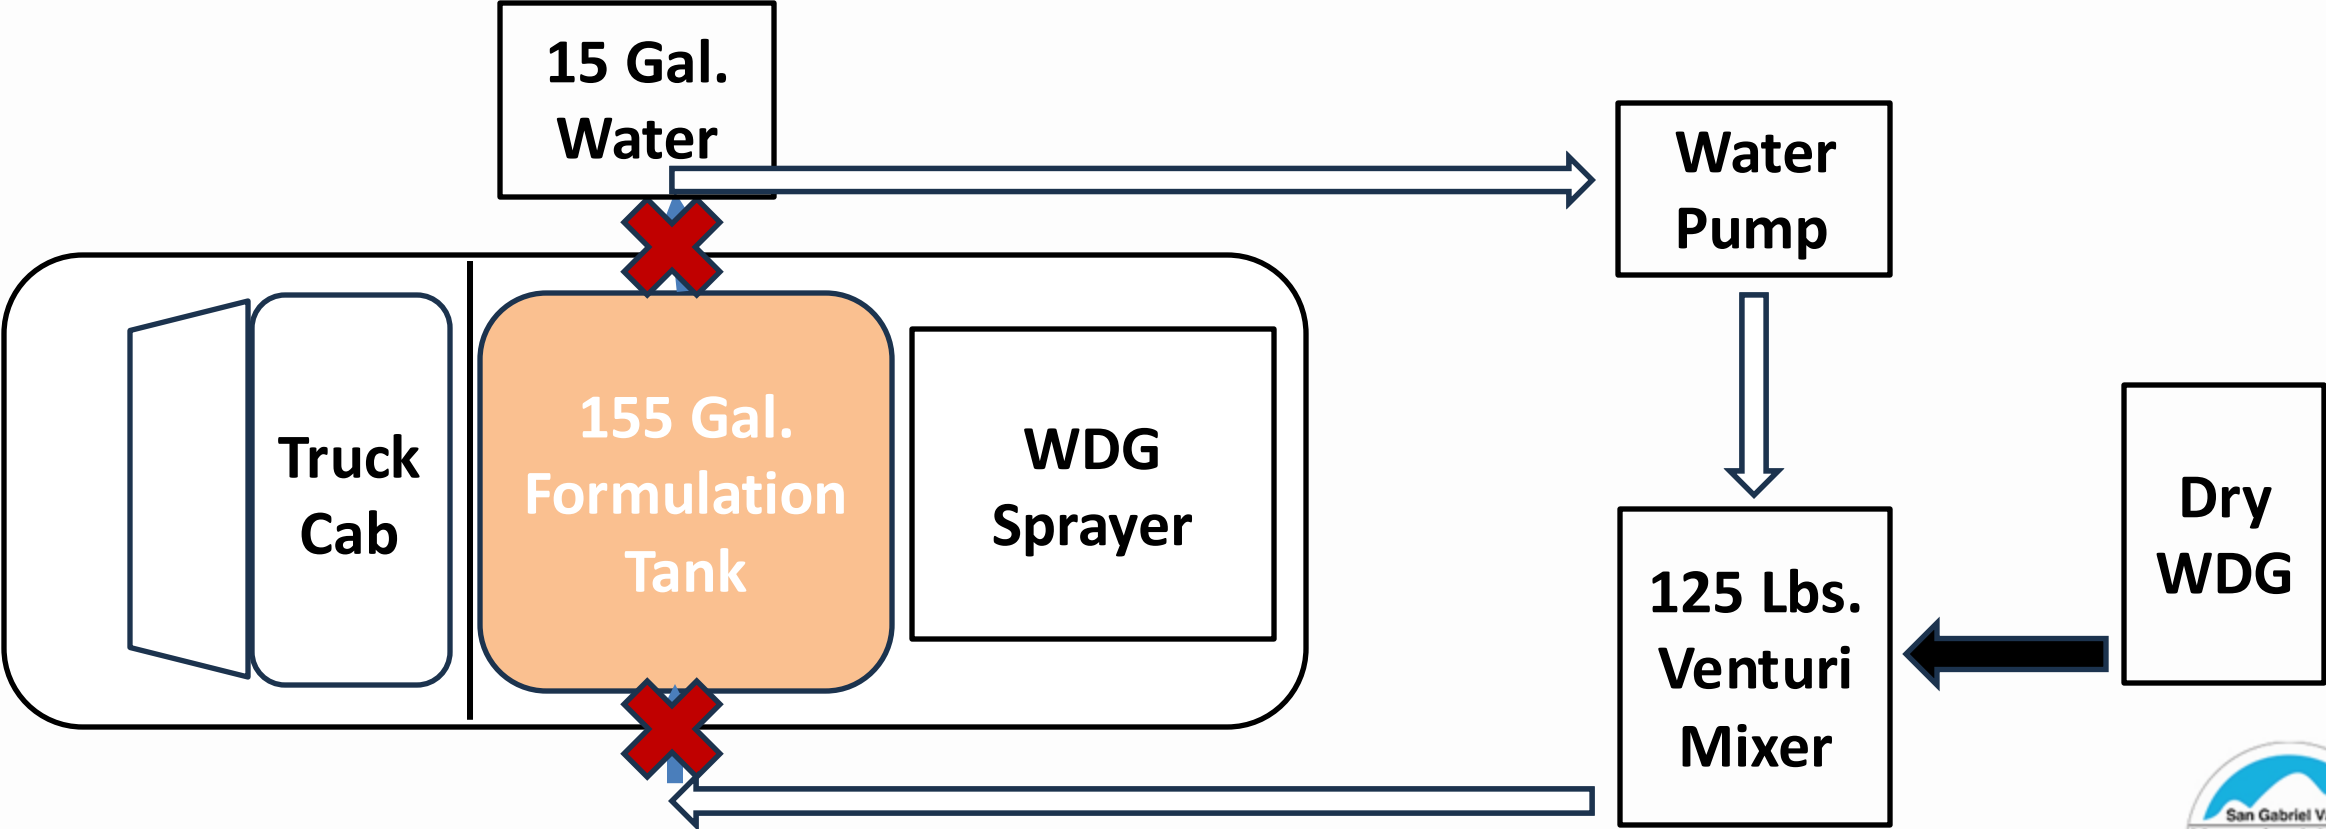 15 Gal.
Water
Water
Pump
Truck
Cab
155 Gal.
Formulation
Tank
WDG
Sprayer
125 Lbs.
Venturi
Mixer
Dry
WDG
San Gabriel